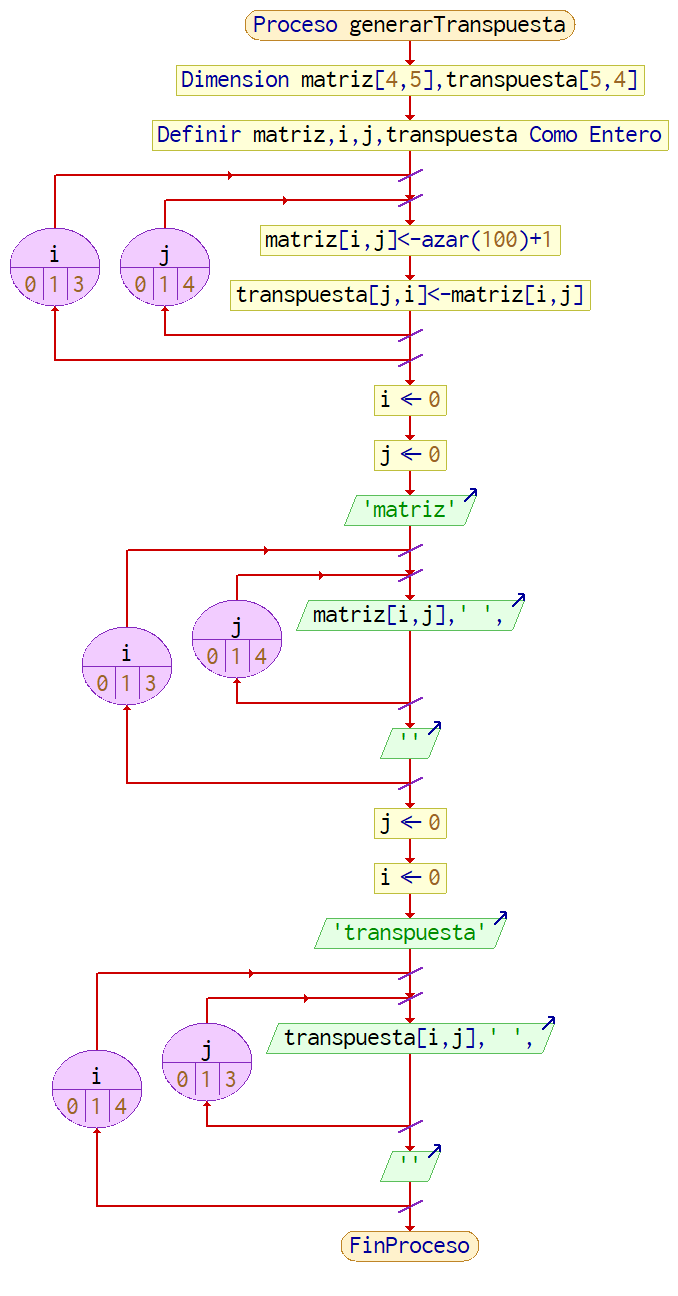 Proceso generarTranspuesta
Dimension matriz[4,5],transpuesta[5,4]
Definir matriz,i,j,transpuesta Como Entero
i
0 1 3
j
0 1 4
matriz[i,j]<-azar(100)+1
transpuesta[j,i]<-matriz[i,j]
i ← 0
j ← 0
'matriz'
i
0 1 3
j
0 1 4
matriz[i,j],' ',
''
j ← 0
i ← 0
'transpuesta'
i
0 1 4
j
0 1 3
transpuesta[i,j],' ',
''
FinProceso